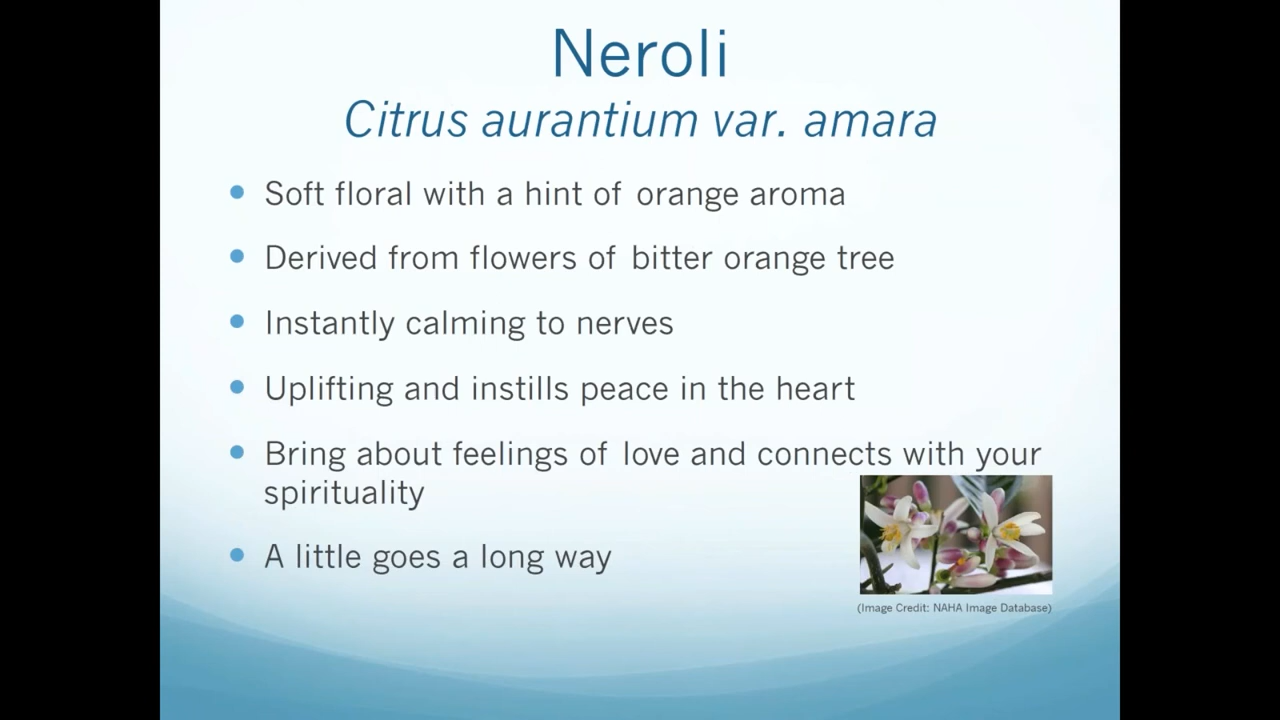 Neroli
Citrus aurantium var. amara
Soft floral with a hint of orange aroma
Derived from flowers of bitter orange tree
Instantly calming to nerves
Uplifting and instills peace in the heart
Bring about feelings of love and connects with your
spirituality
A little goes a long way
(Image Credit: NAHA Image Database)